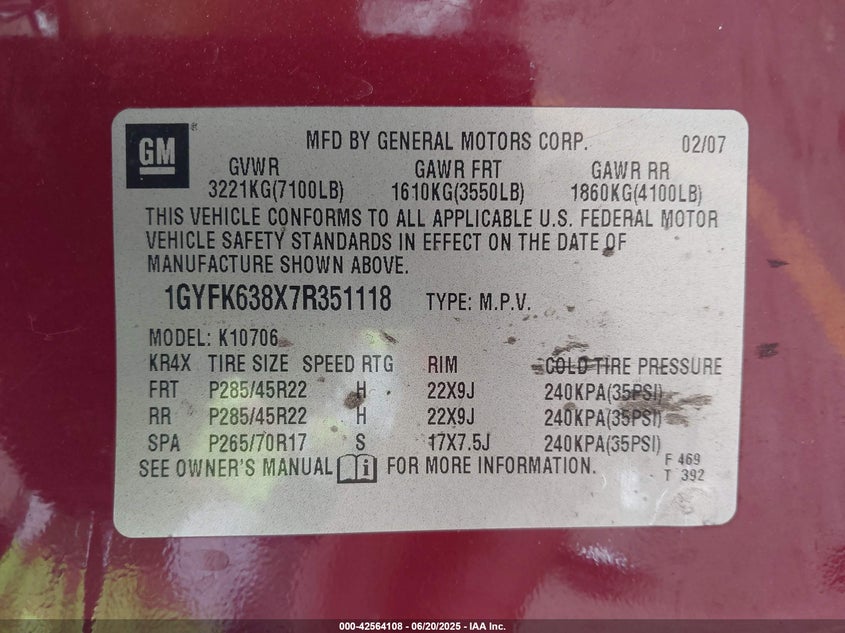 GM
®
MFD BY GENERAL MOTORS CORP. 02/07
GVWR GAWR FRT GAWR RR
3221KG(7100LB) 1610KG(3550LB) 1860KG(4100LB)
THIS VEHICLE CONFORMS TO ALL APPLICABLE U.S. FEDERAL MOTOR
VEHICLE SAFETY STANDARDS IN EFFECT ON THE DATE OF
MANUFACTURE SHOWN ABOVE.
1GYFK638X7R351118 TYPE: M.P.V.
MODEL: K10706
KR4X TIRE SIZE SPEED RTG RIM COLD TIRE PRESSURE
FRT P285/45R22 H 22X9J 240KPA(35PSI)
RR P285/45R22 H 22X9J 240KPA(35PSI)
SPA P265/70R17 S 17X7.5J 240KPA(35PSI)
SEE OWNER'S MANUAL FOR MORE INFORMATION.
F 469
T 392
000-42564108 - 06/20/2025 - IAA Inc.